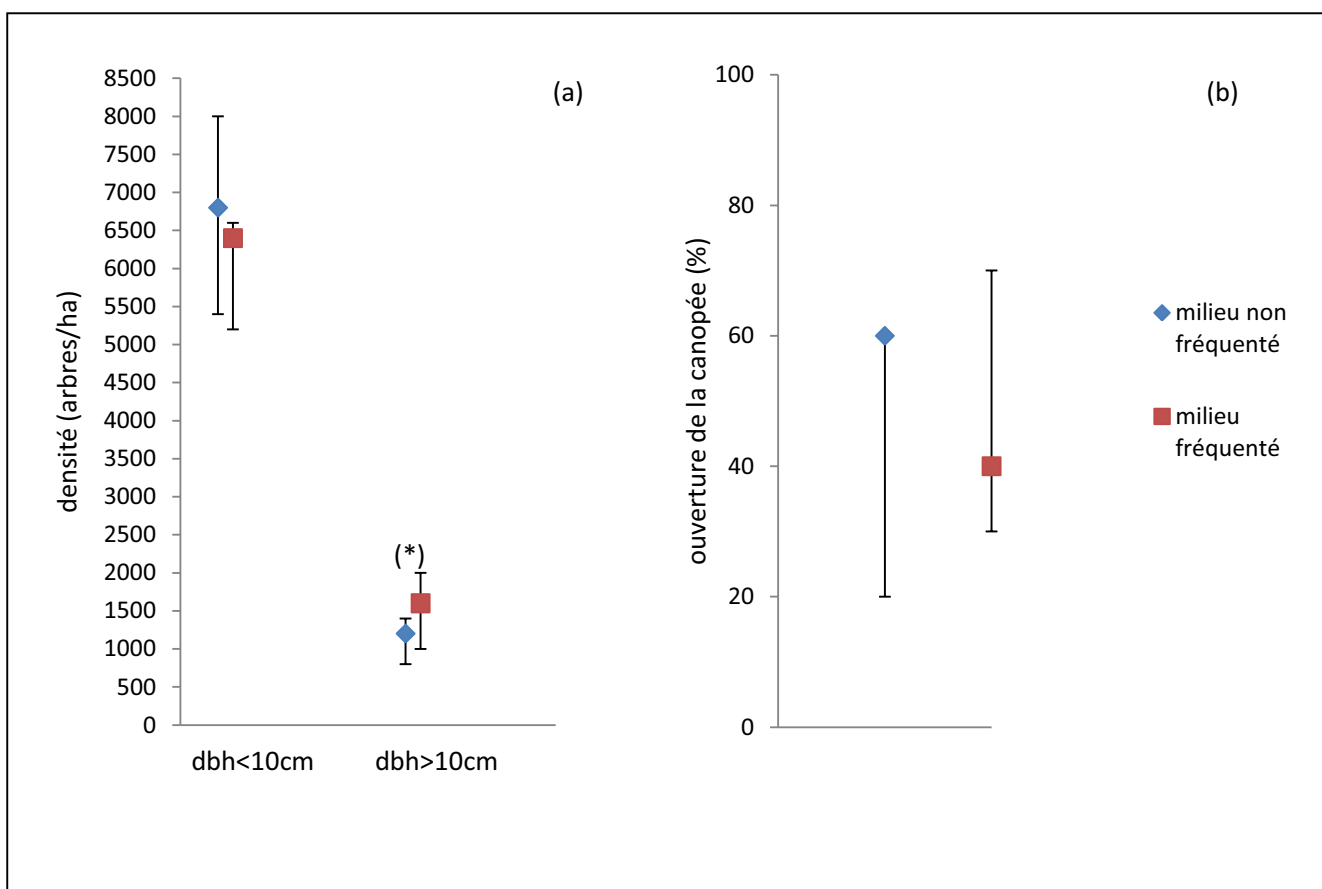 (a)
densité (arbres/ha)
8500
8000
7500
7000
6500
6000
5500
5000
4500
4000
3500
3000
2500
2000
1500
1000
500
0
(*)
dbh<10cm
dbh>10cm
(b)
ouverture de la canopée (%)
100
80
60
40
20
0
milieu non
fréquenté
milieu
fréquenté